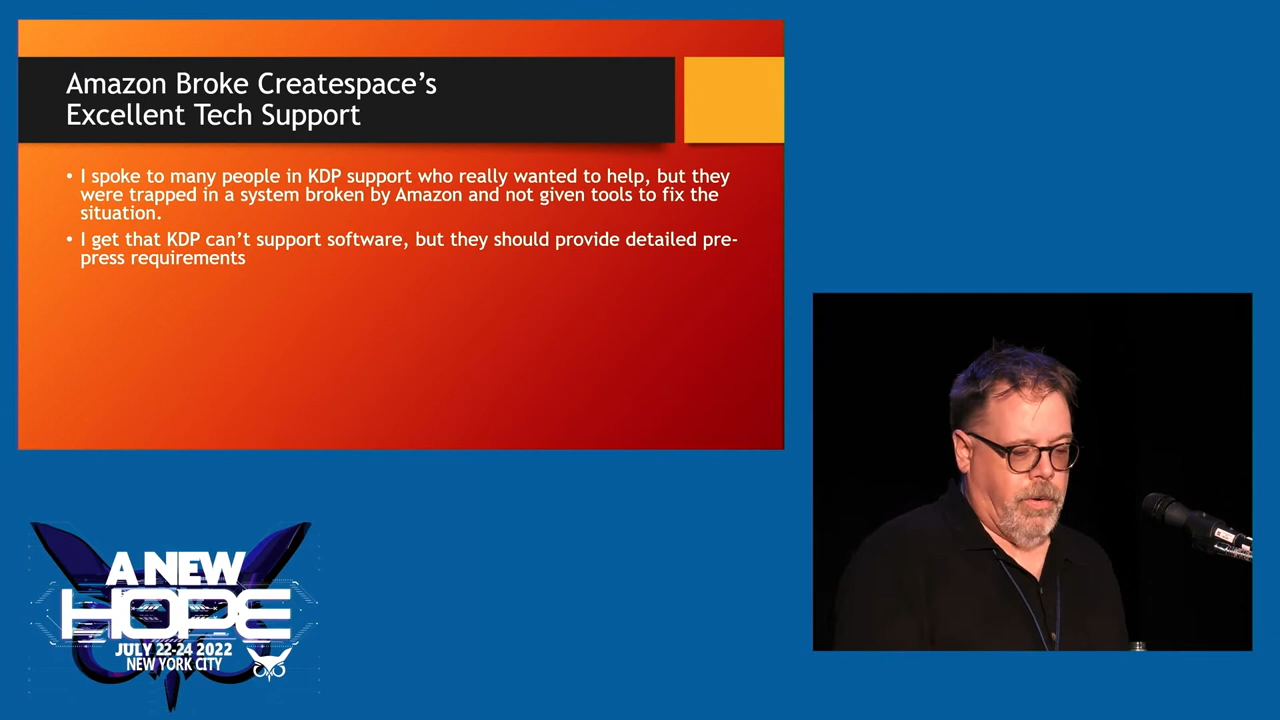 Amazon Broke Createspace’s
Excellent Tech Support
• I spoke to many people in KDP support who really wanted to help, but they
were trapped in a system broken by Amazon and not given tools to fix the
situation.
• I get that KDP can’t support software, but they should provide detailed pre-
press requirements
A NEW
HOPE
JULY 22-24 2022
NEW YORK CITY